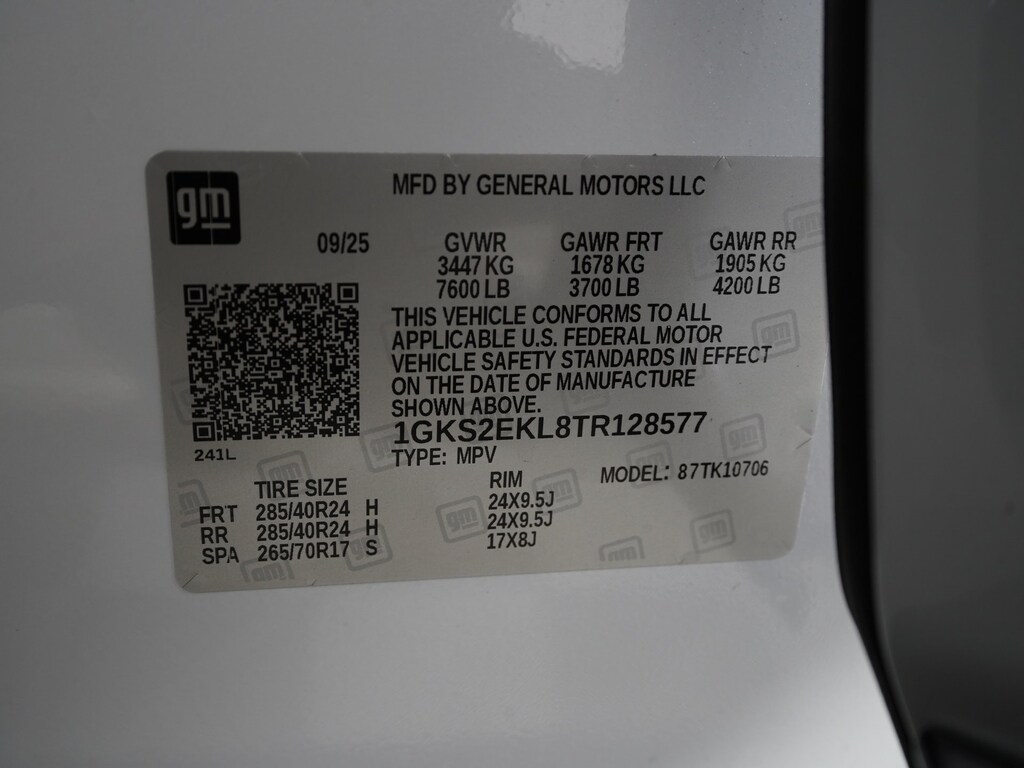 gm
MFD BY GENERAL MOTORS LLC
09/25 GVWR GAWR FRT GAWR RR
3447 KG 1678 KG 1905 KG
7600 LB 3700 LB 4200 LB
THIS VEHICLE CONFORMS TO ALL
APPLICABLE U.S. FEDERAL MOTOR
VEHICLE SAFETY STANDARDS IN EFFECT
ON THE DATE OF MANUFACTURE
SHOWN ABOVE.
1GKS2EKL8TR128577
241L
TYPE: MPV
MODEL: 87TK10706
TIRE SIZE RIM
FRT 285/40R24 H 24X9.5J
RR 285/40R24 H 24X9.5J
SPA 265/70R17 S 17X8J